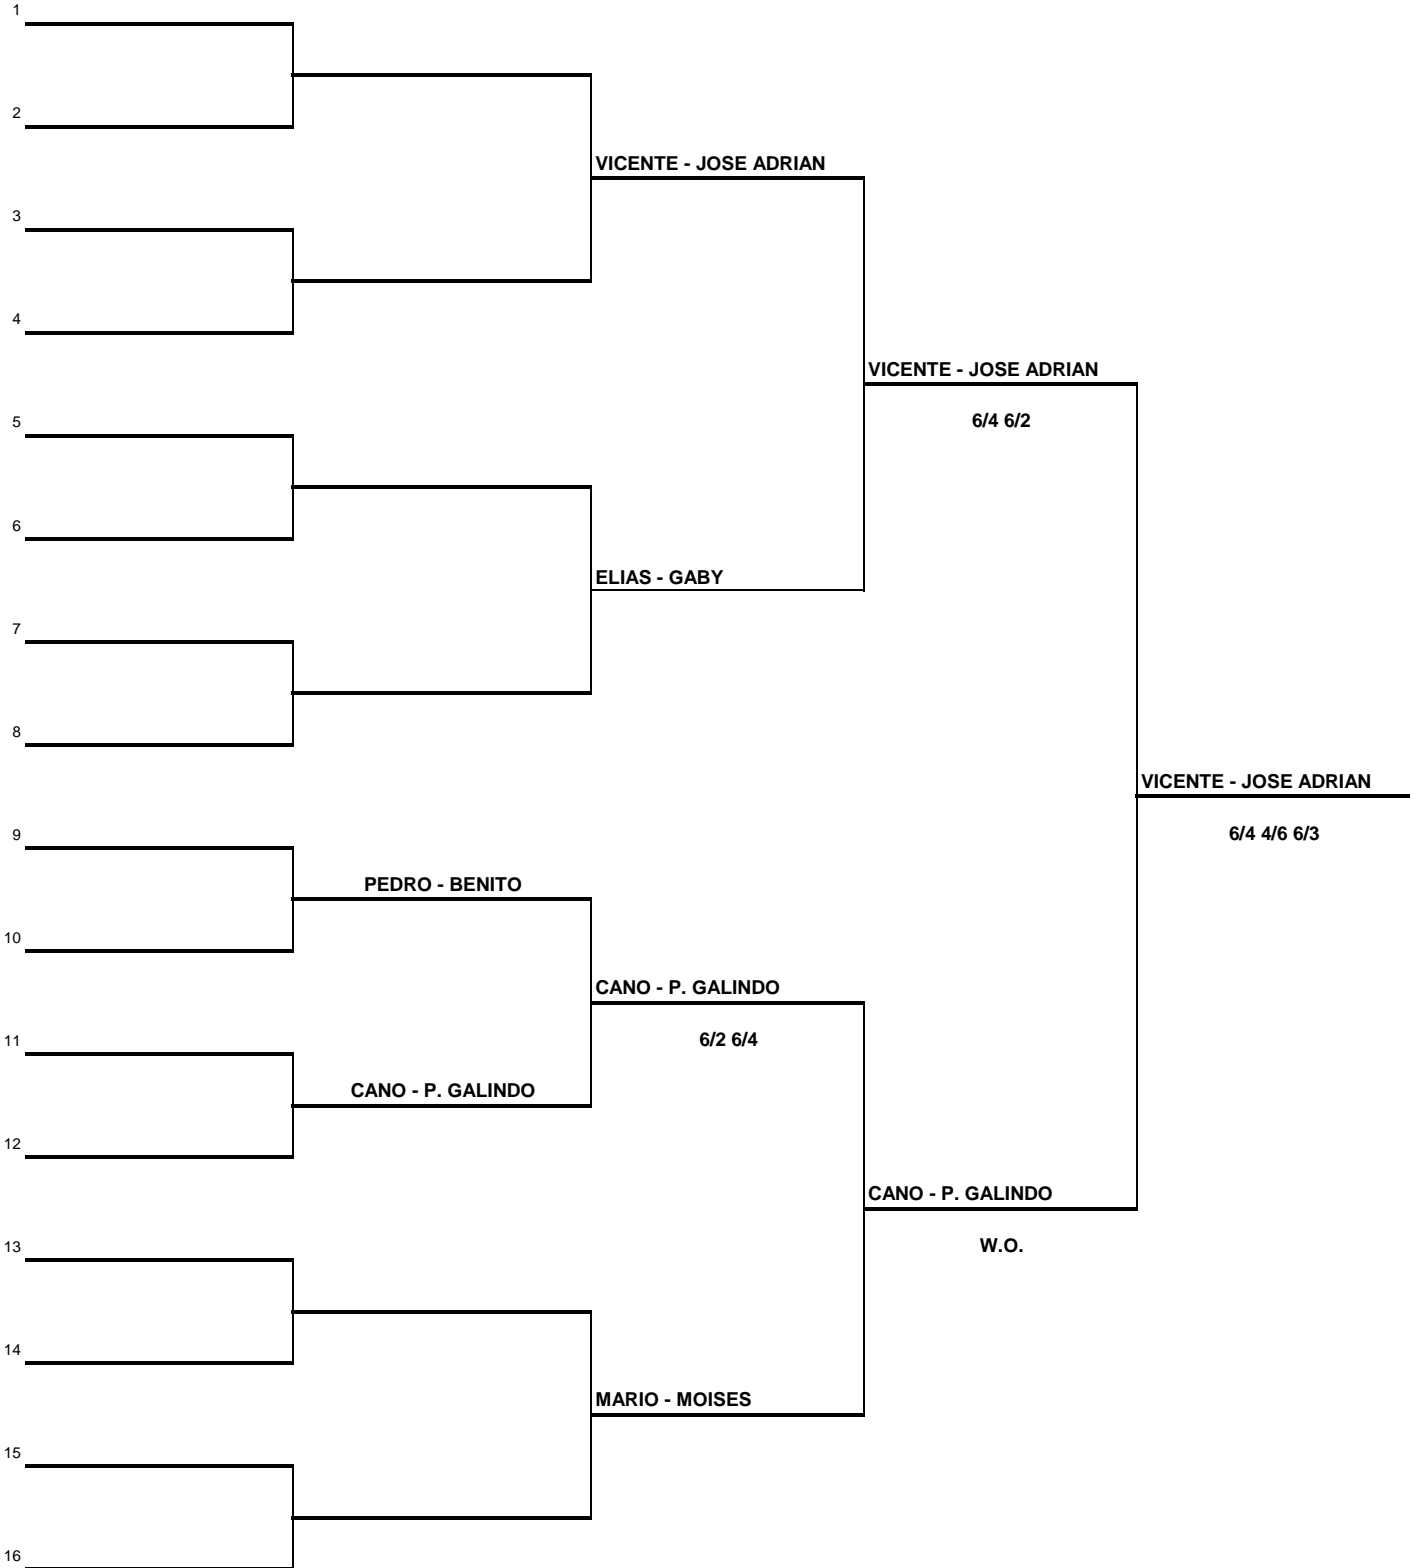 1
2
VICENTE - JOSE ADRIAN
3
4
VICENTE - JOSE ADRIAN
5
6/4 6/2
6
ELIAS - GABY
7
8
VICENTE - JOSE ADRIAN
9
6/4 4/6 6/3
PEDRO - BENITO
10
CANO - P. GALINDO
11
6/2 6/4
CANO - P. GALINDO
12
CANO - P. GALINDO
13
W.O.
14
MARIO - MOISES
15
16